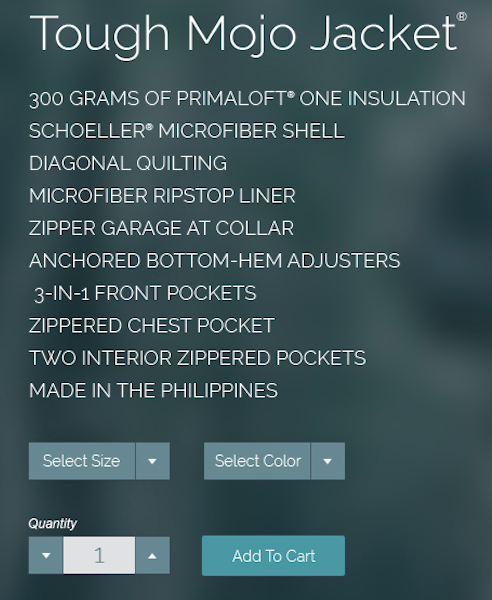 Tough Mojo Jacket®
300 GRAMS OF PRIMALOFT® ONE INSULATION
SCHOELLER® MICROFIBER SHELL
DIAGONAL QUILTING
MICROFIBER RIPSTOP LINER
ZIPPER GARAGE AT COLLAR
ANCHORED BOTTOM-HEM ADJUSTERS
3-IN-1 FRONT POCKETS
ZIPPERED CHEST POCKET
TWO INTERIOR ZIPPERED POCKETS
MADE IN THE PHILIPPINES
Select Size Select Color
Quantity
1 Add To Cart